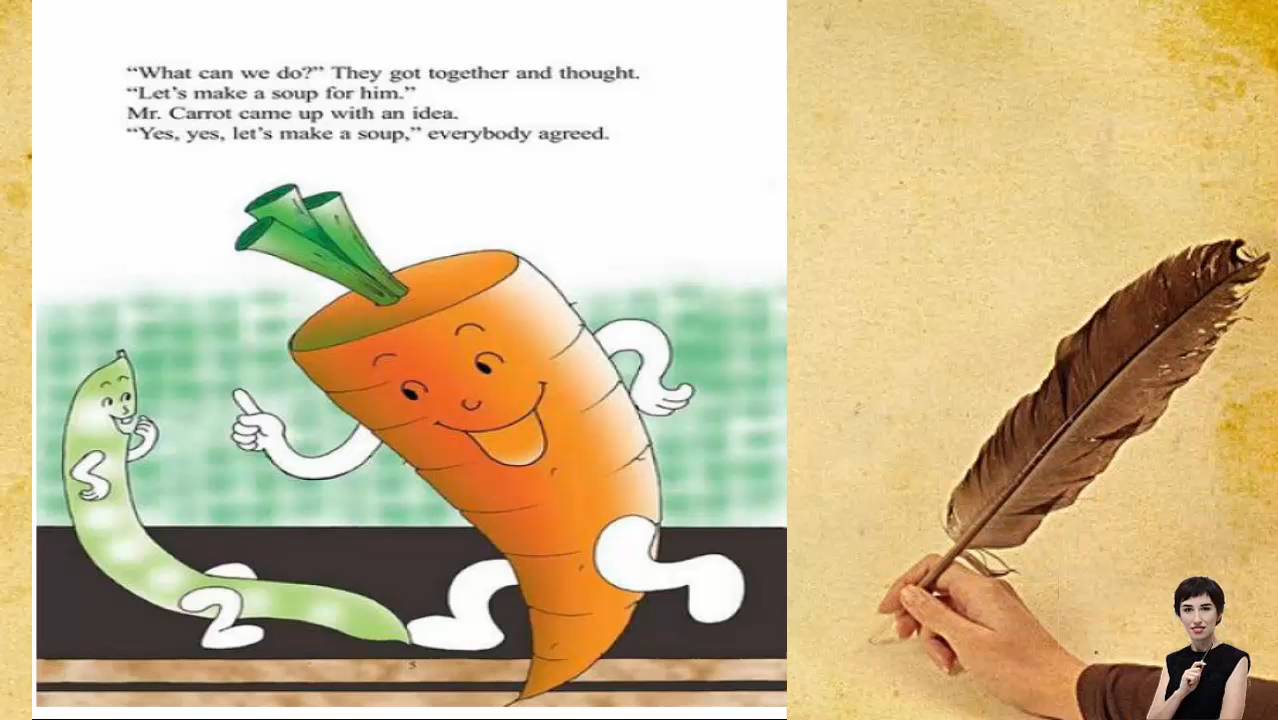 “What can we do?” They got together and thought.
“Let’s make a soup for him.”
Mr. Carrot came up with an idea.
“Yes, yes, let’s make a soup,” everybody agreed.
5